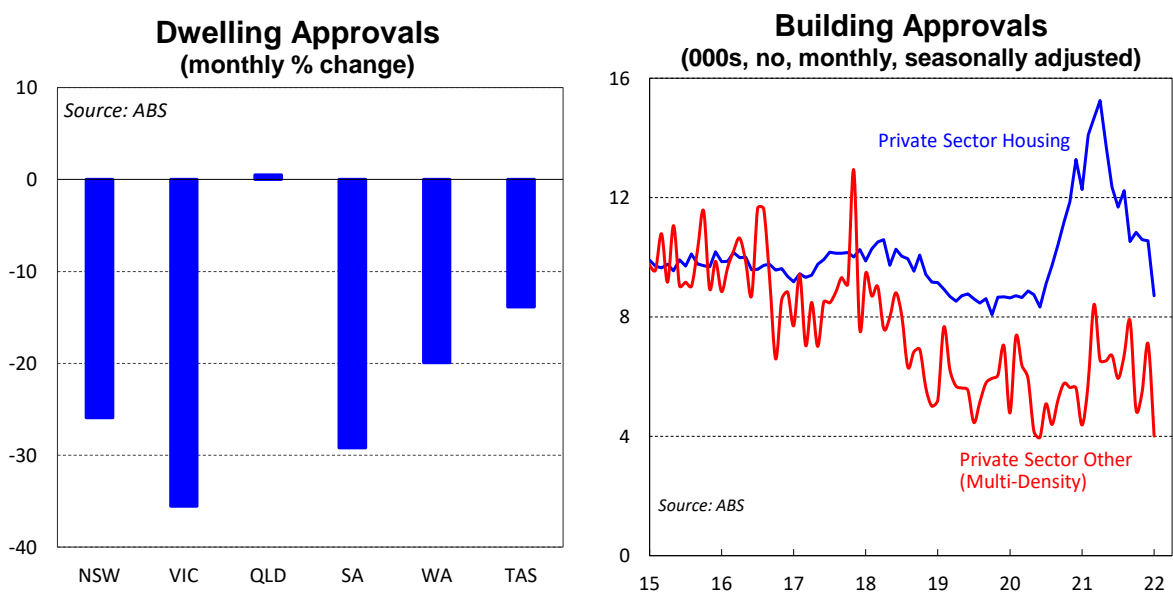 Dwelling Approvals
(monthly % change)
10
Source: ABS
0
-10
-20
-30
-40
NSW VIC QLD SA WA TAS
Building Approvals
(000s, no, monthly, seasonally adjusted)
16
Private Sector Housing
12
8
4
Private Sector Other
(Multi-Density)
Source: ABS
0
15 16 17 18 19 20 21 22